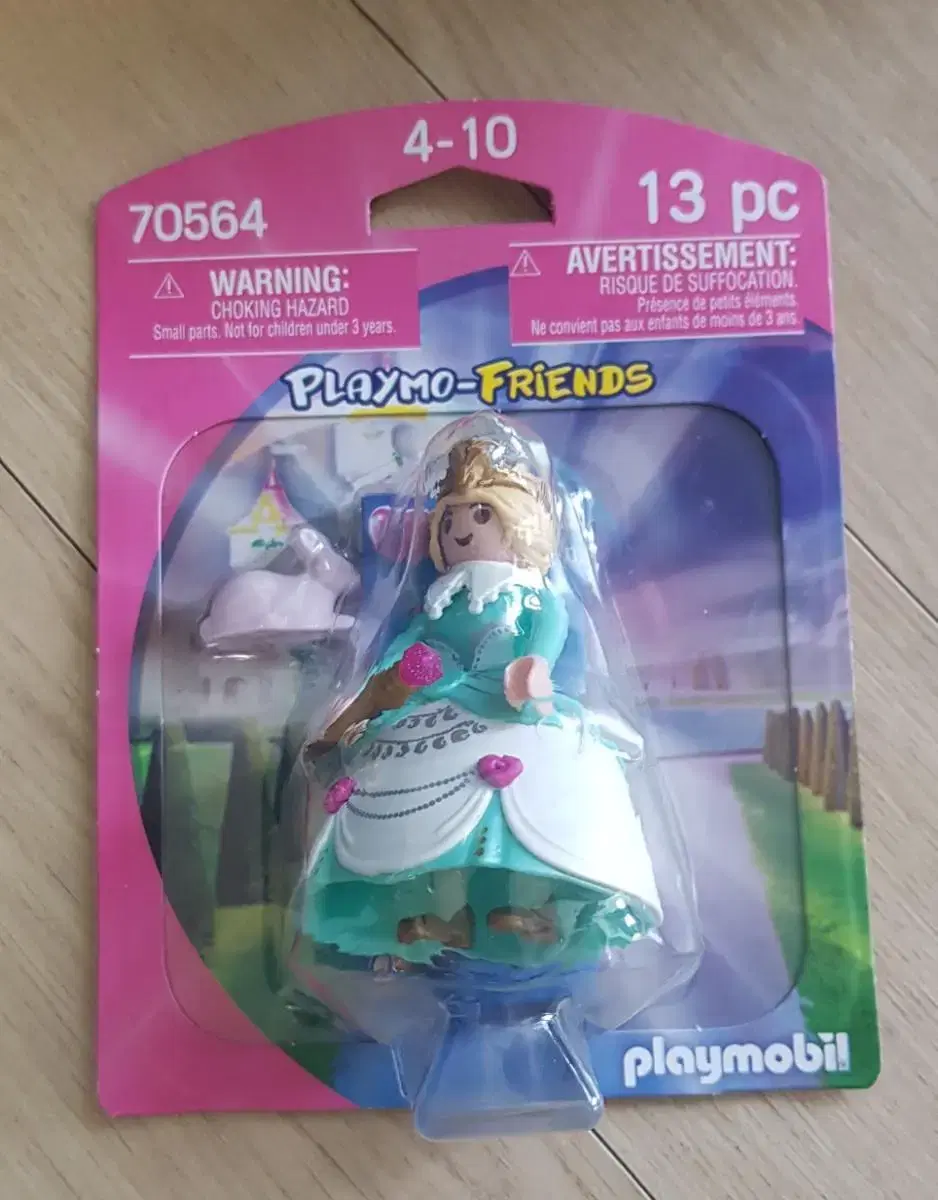 4-10
70564
13 pc
WARNING:
CHOKING HAZARD
Small parts. Not for children under 3 years.
AVERTISSEMENT:
RISQUE DE SUFFOCATION.
Présence de petits éléments.
Ne convient pas aux enfants de moins de 3 ans
PLAYMO-FRIENDS
playmobil